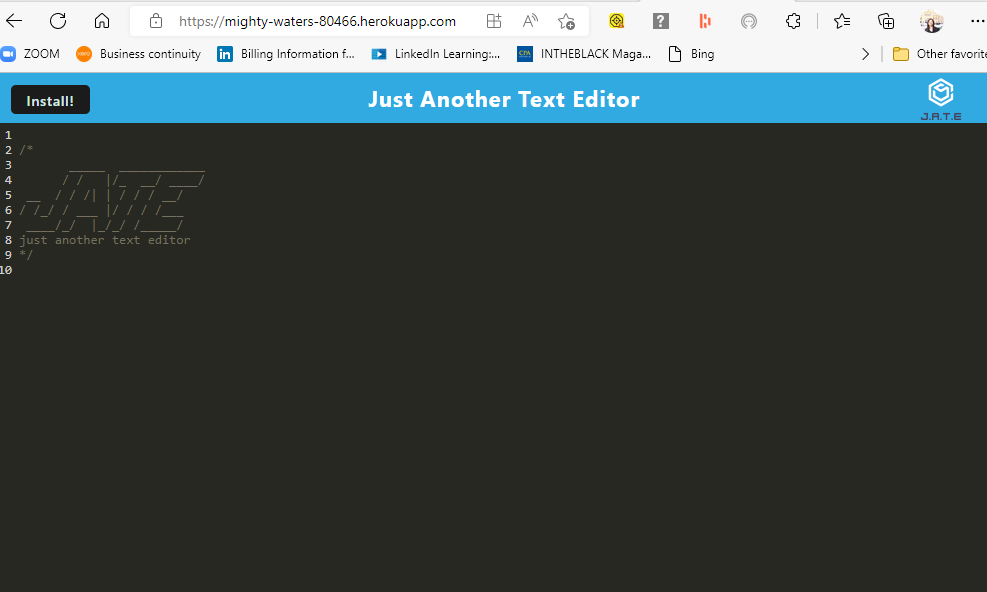 https://mighty-waters-80466.herokuapp.com
ZOOM Business continuity Billing Information f... LinkedIn Learning:... INTHEBLACK Maga... Bing Other favorite
Install! Just Another Text Editor J.A.T.E
1
2 /*
3        _____  ____________
4       / /   |/_  __/ ____/
5  __  / / /| | / / / __/
6 / /_/ / ___ |/ / / /___
7  ____/_/  |_/_/ /_____/
8 just another text editor
9 */
10